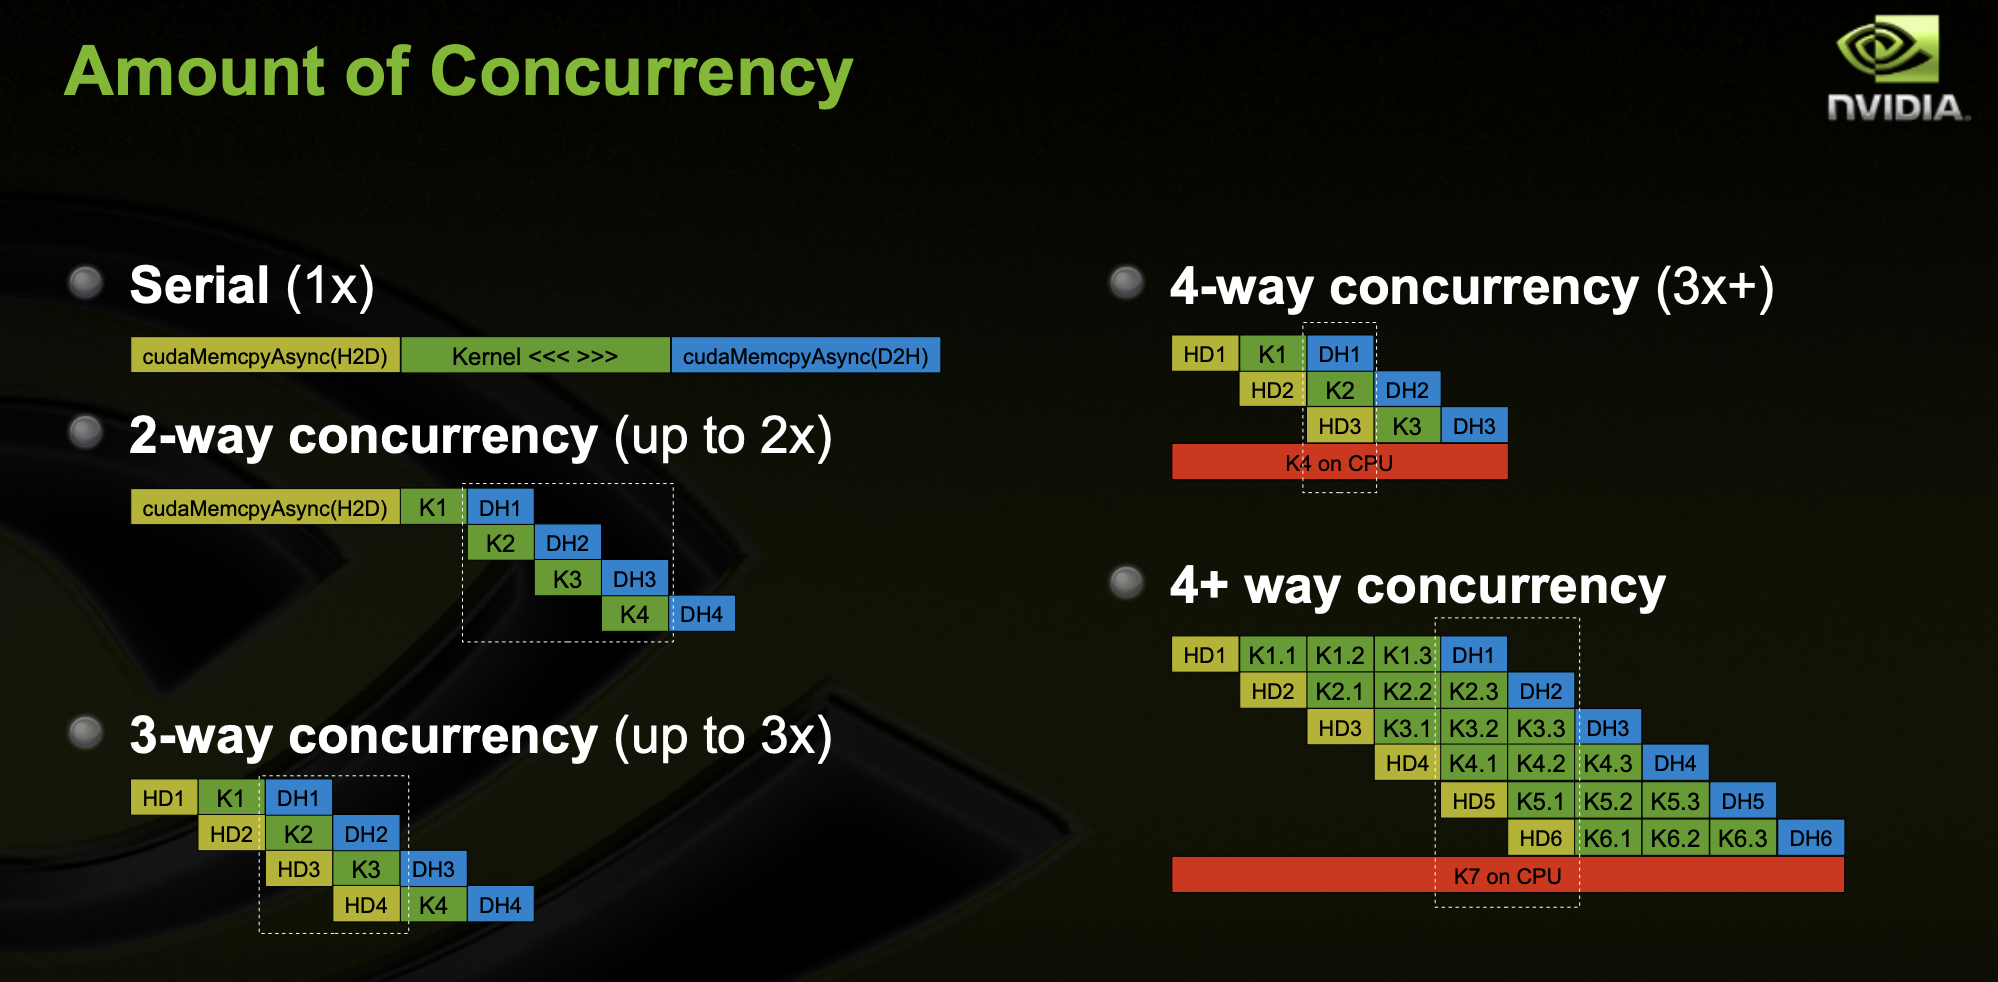 Amount of Concurrency
NVIDIA.
Serial (1x)
cudaMemcpyAsync(H2D) Kernel <<< >>> cudaMemcpyAsync(D2H)
2-way concurrency (up to 2x)
cudaMemcpyAsync(H2D) K1 DH1
K2 DH2
K3 DH3
K4 DH4
3-way concurrency (up to 3x)
HD1 K1 DH1
HD2 K2 DH2
HD3 K3 DH3
HD4 K4 DH4
4-way concurrency (3x+)
HD1 K1 DH1
HD2 K2 DH2
HD3 K3 DH3
K4 on CPU
4+ way concurrency
HD1 K1.1 K1.2 K1.3 DH1
HD2 K2.1 K2.2 K2.3 DH2
HD3 K3.1 K3.2 K3.3 DH3
HD4 K4.1 K4.2 K4.3 DH4
HD5 K5.1 K5.2 K5.3 DH5
HD6 K6.1 K6.2 K6.3 DH6
K7 on CPU